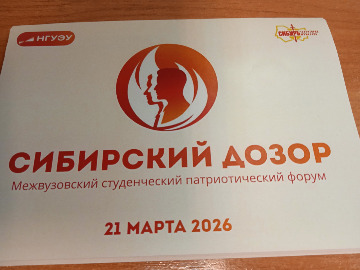 НГУЭУ
СИБИРСКИЙ ДОЗОР
Межвузовский студенческий патриотический форум
21 МАРТА 2026